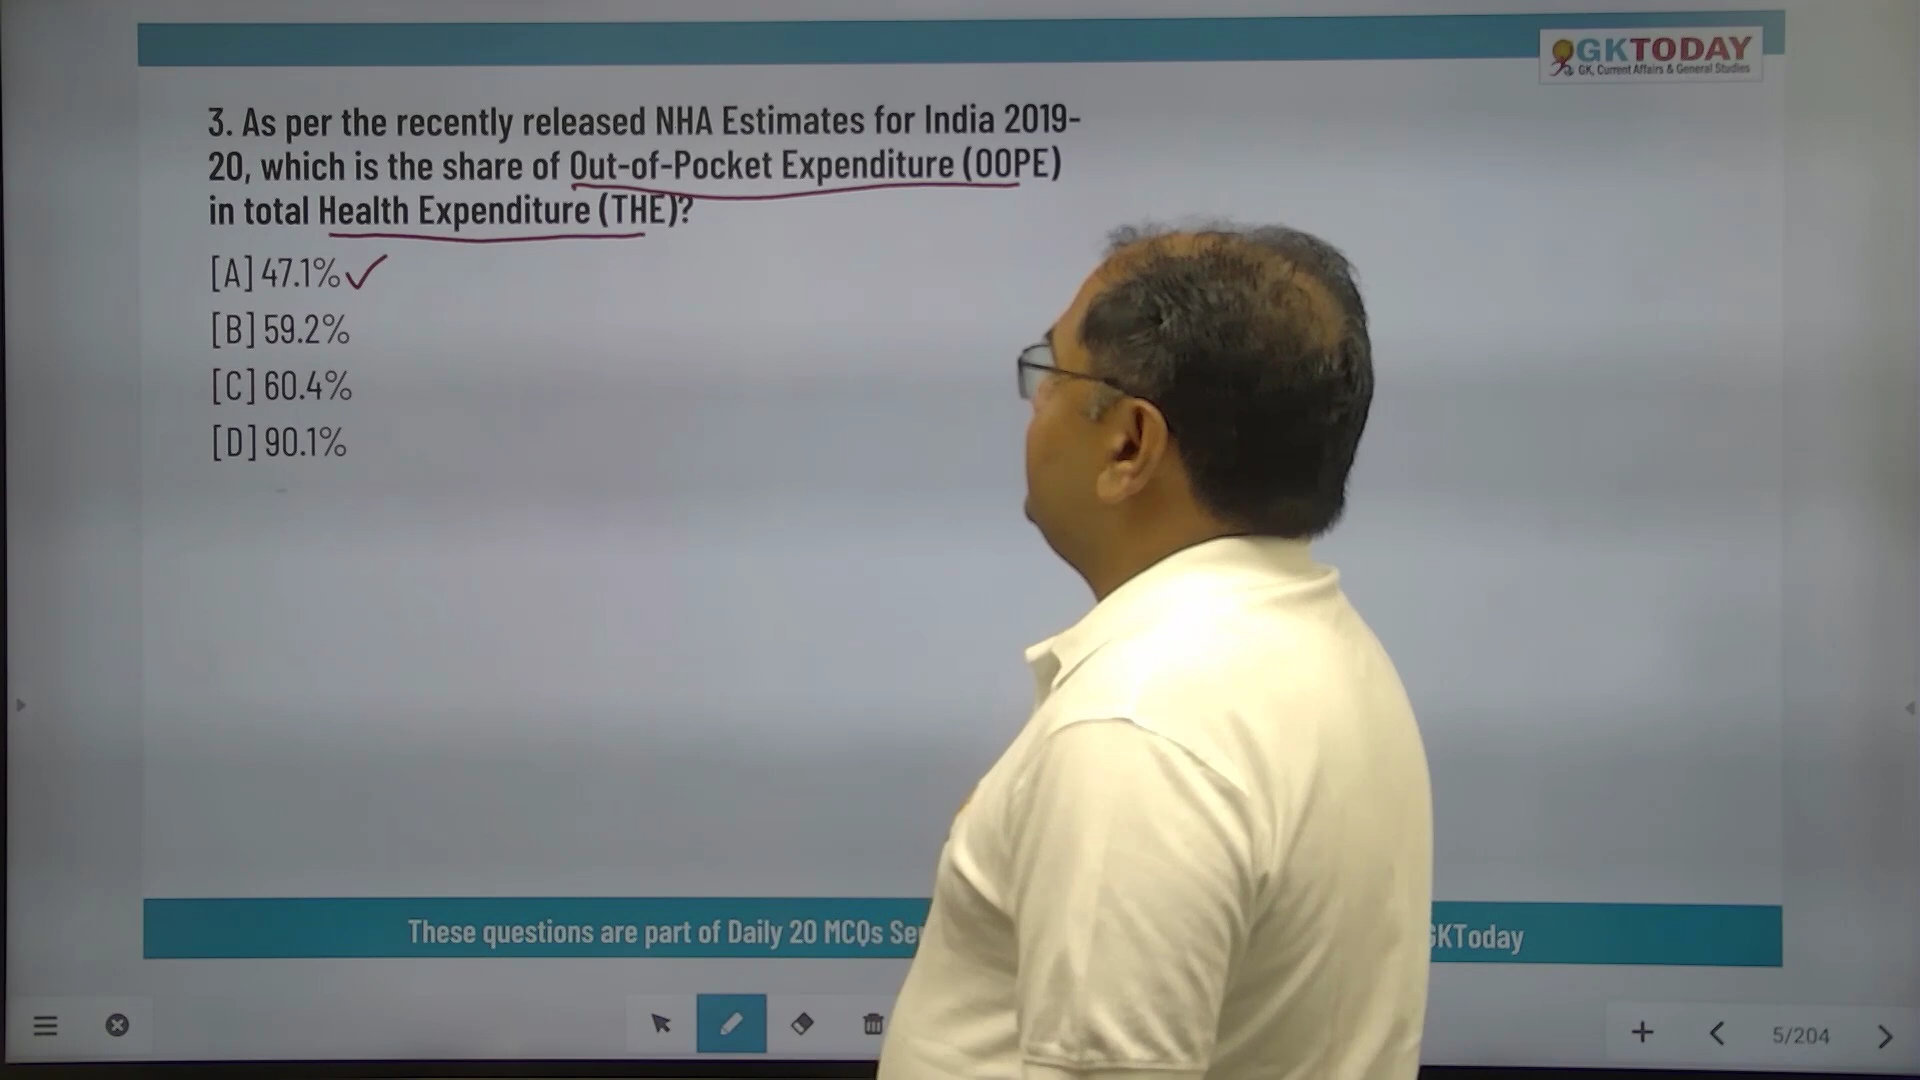 GKTODAY
GK, Current Affairs & General Studies
3. As per the recently released NHA Estimates for India 2019-
20, which is the share of Out-of-Pocket Expenditure (OOPE)
in total Health Expenditure (THE)?
[A] 47.1%
[B] 59.2%
[C] 60.4%
[D] 90.1%
These questions are part of Daily 20 MCQs
GKToday
5/204